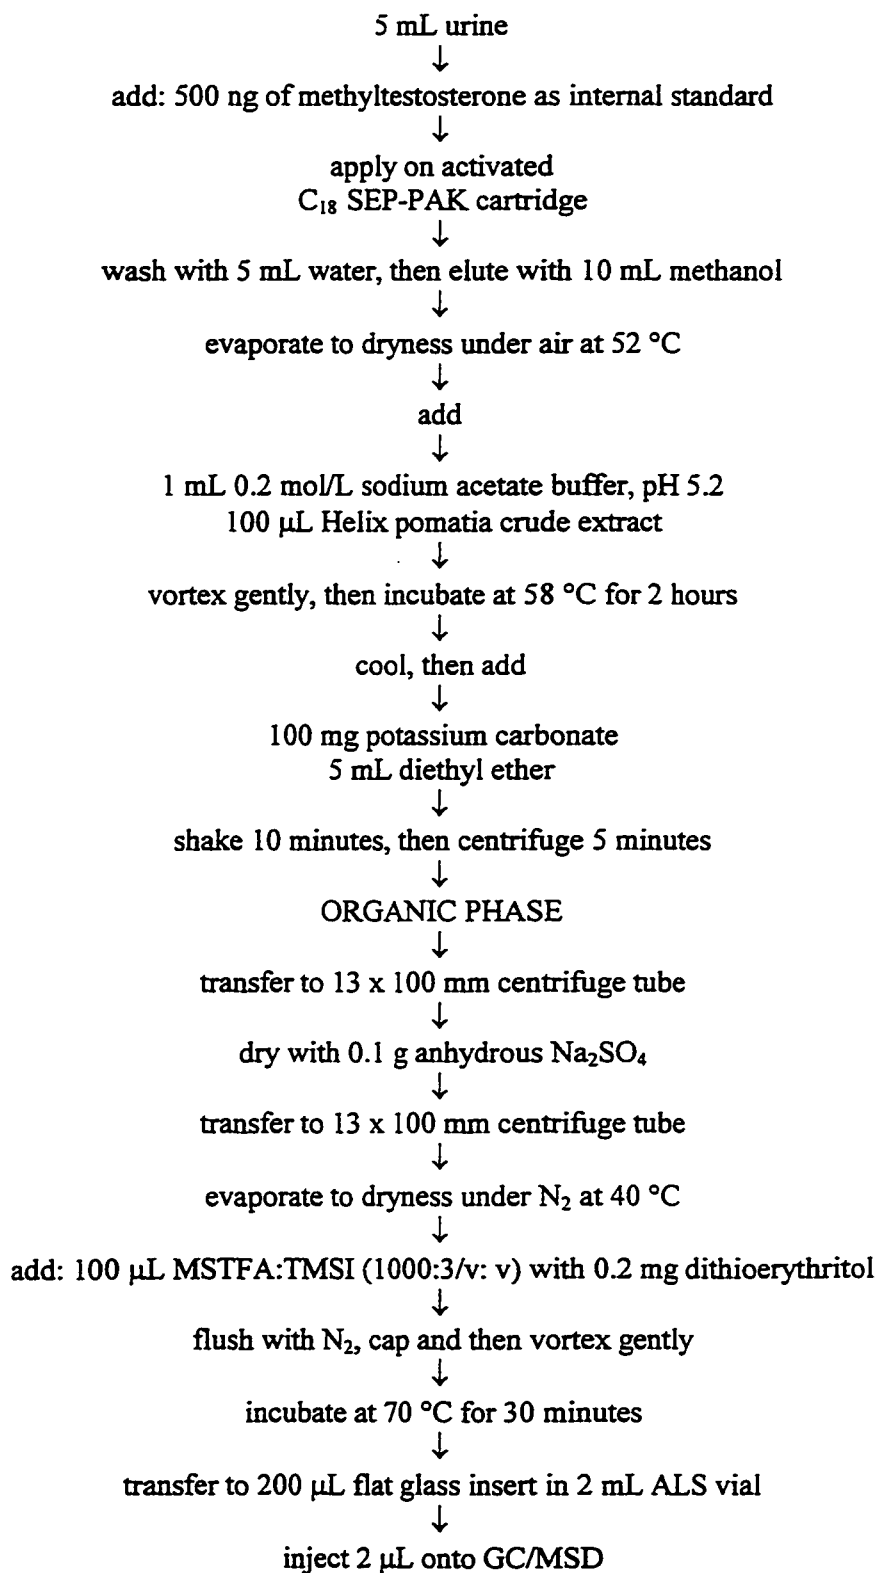 5 mL urine
↓
add: 500 ng of methyltestosterone as internal standard
↓
apply on activated
C₁₈ SEP-PAK cartridge
↓
wash with 5 mL water, then elute with 10 mL methanol
↓
evaporate to dryness under air at 52 °C
↓
add
↓
1 mL 0.2 mol/L sodium acetate buffer, pH 5.2
100 µL Helix pomatia crude extract
↓
vortex gently, then incubate at 58 °C for 2 hours
↓
cool, then add
↓
100 mg potassium carbonate
5 mL diethyl ether
↓
shake 10 minutes, then centrifuge 5 minutes
↓
ORGANIC PHASE
↓
transfer to 13 x 100 mm centrifuge tube
↓
dry with 0.1 g anhydrous Na₂SO₄
↓
transfer to 13 x 100 mm centrifuge tube
↓
evaporate to dryness under N₂ at 40 °C
↓
add: 100 µL MSTFA:TMSI (1000:3/v: v) with 0.2 mg dithioerythritol
↓
flush with N₂, cap and then vortex gently
↓
incubate at 70 °C for 30 minutes
↓
transfer to 200 µL flat glass insert in 2 mL ALS vial
↓
inject 2 µL onto GC/MSD